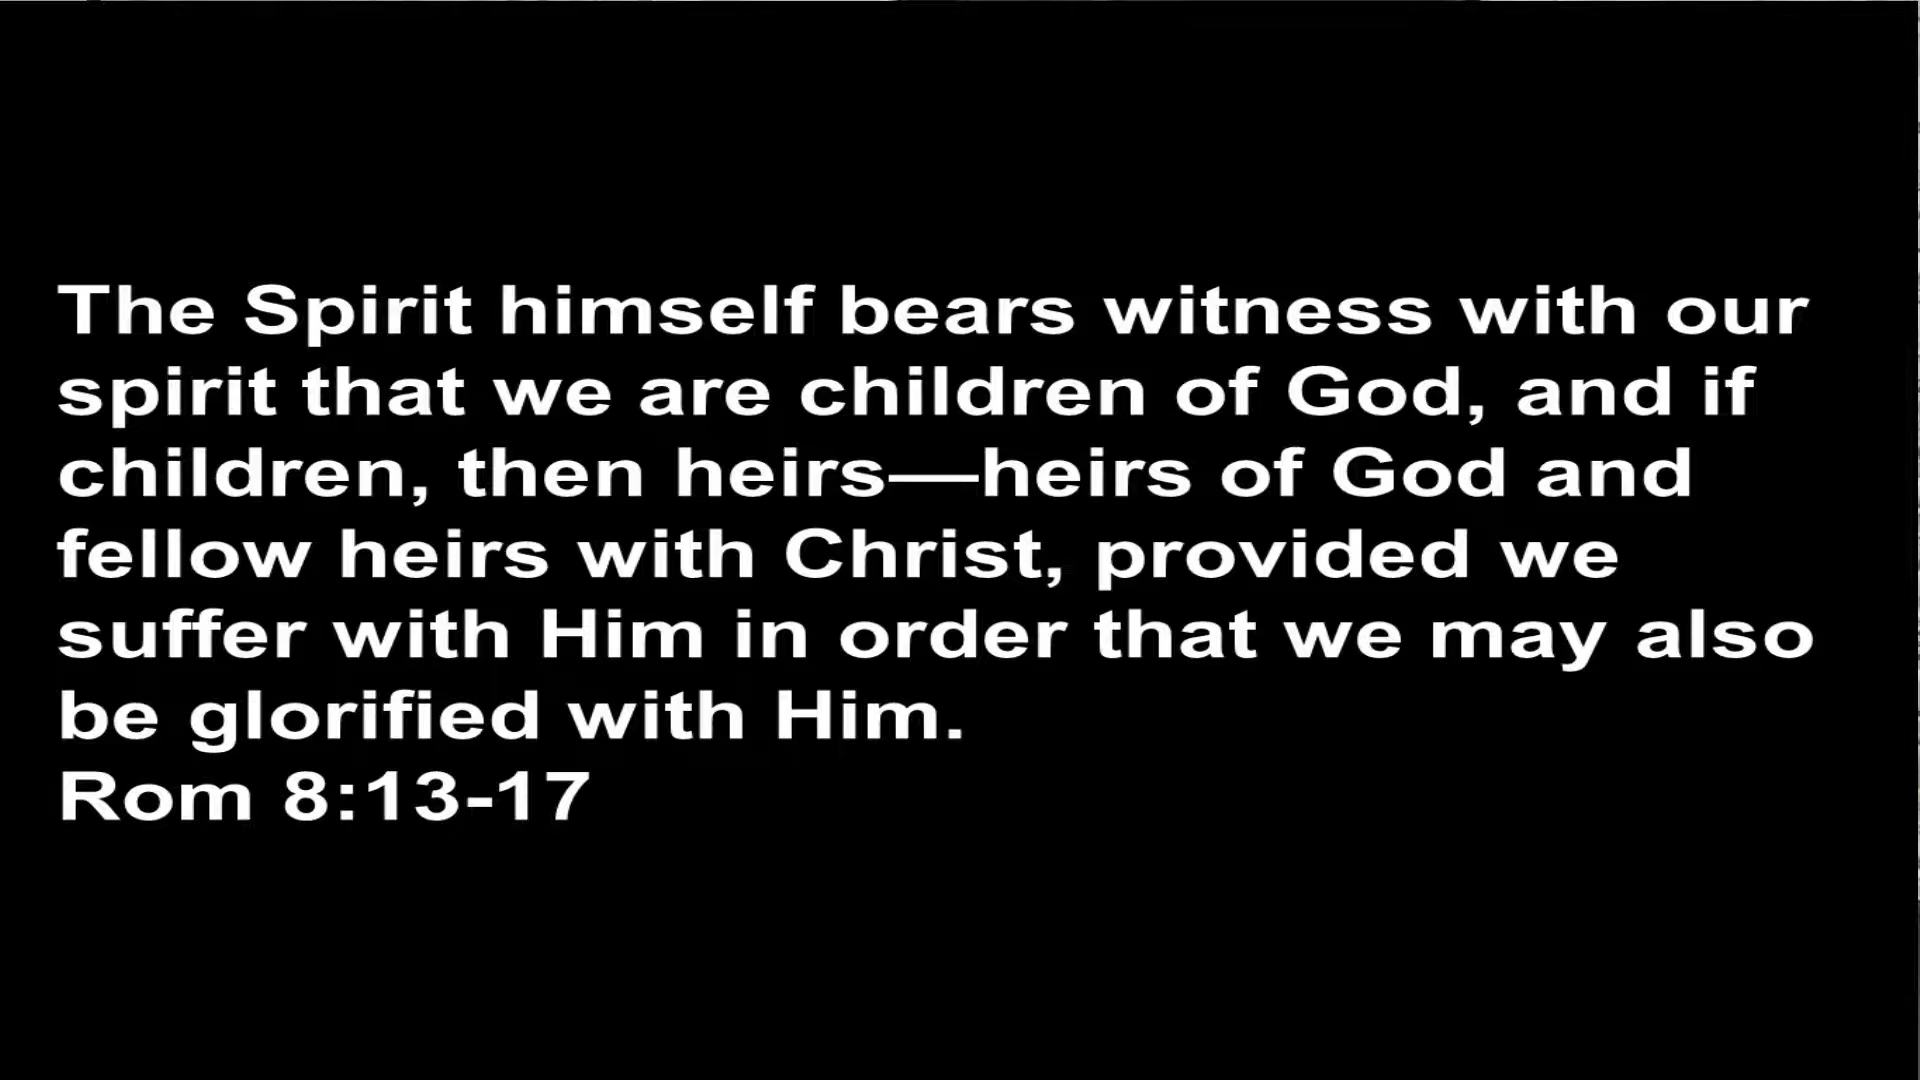 The Spirit himself bears witness with our
spirit that we are children of God, and if
children, then heirs—heirs of God and
fellow heirs with Christ, provided we
suffer with Him in order that we may also
be glorified with Him.
Rom 8:13-17